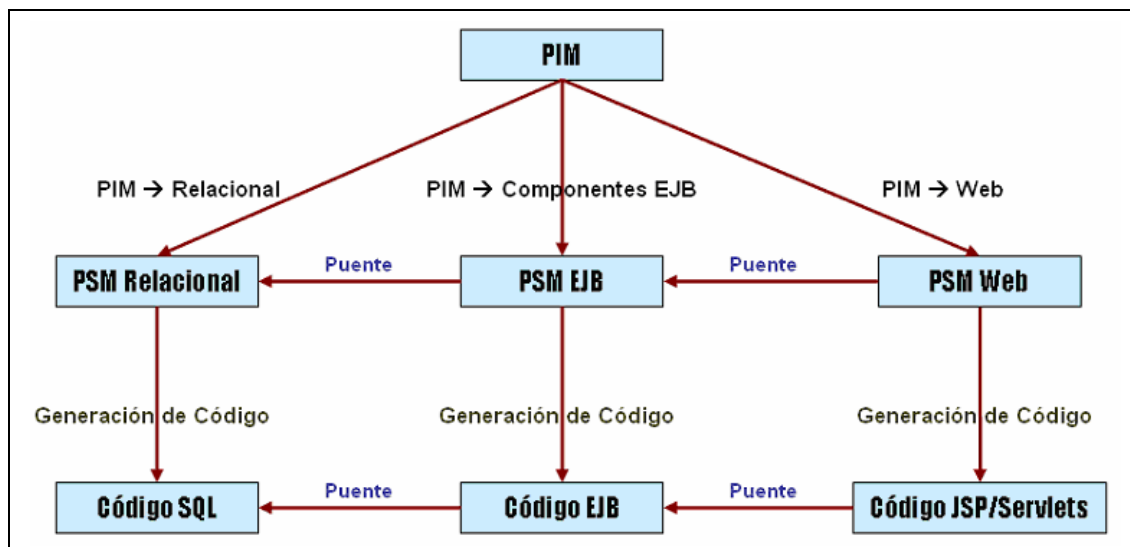 PIM
PIM → Relacional
PIM → Componentes EJB
PIM → Web
PSM Relacional
Puente
PSM EJB
Puente
PSM Web
Generación de Código
Generación de Código
Generación de Código
Código SQL
Puente
Código EJB
Puente
Código JSP/Servlets